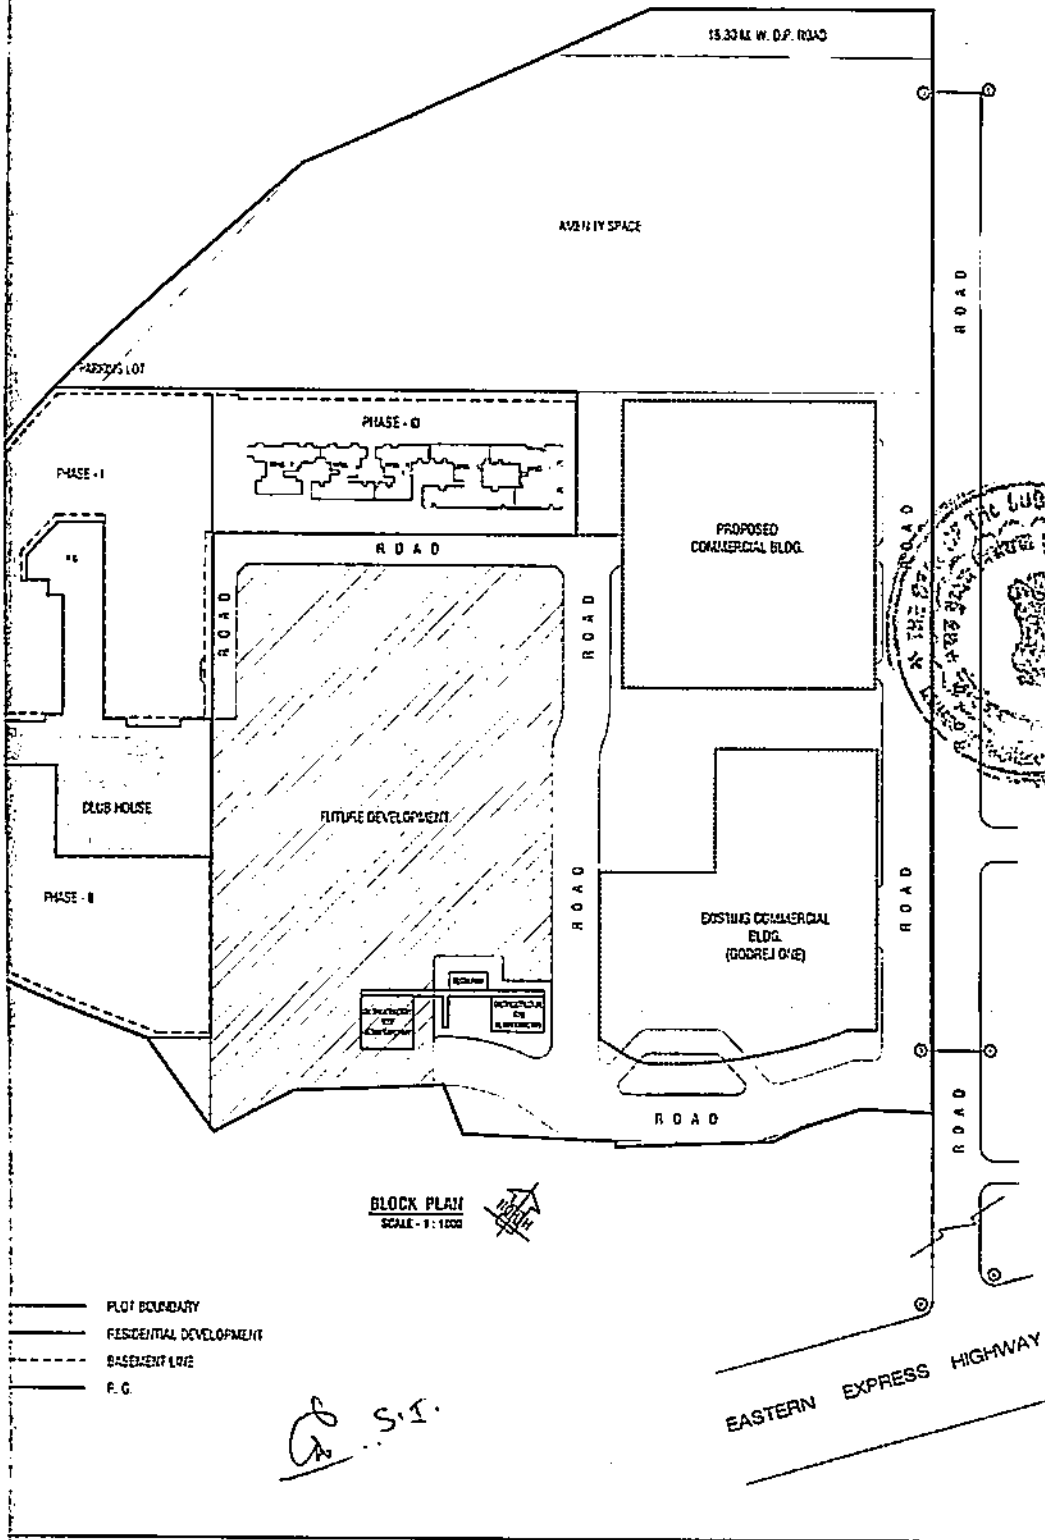 18.30 M. W. D.P. ROAD
AMENITY SPACE
ROAD
PARKING LOT
PHASE - III
PHASE - I
ROAD
PROPOSED
COMMERCIAL BLDG.
ROAD
R.G.
ROAD
ROAD
CLUB HOUSE
FUTURE DEVELOPMENT
PHASE - II
ROAD
ROAD
EXISTING COMMERCIAL
BLDG.
(GODREJ ONE)
ROAD
ROAD
BLOCK PLAN
SCALE - 1 : 1000
NORTH
PLOT BOUNDARY
RESIDENTIAL DEVELOPMENT
BASEMENT LINE
R. G.
S.I.
EASTERN EXPRESS HIGHWAY